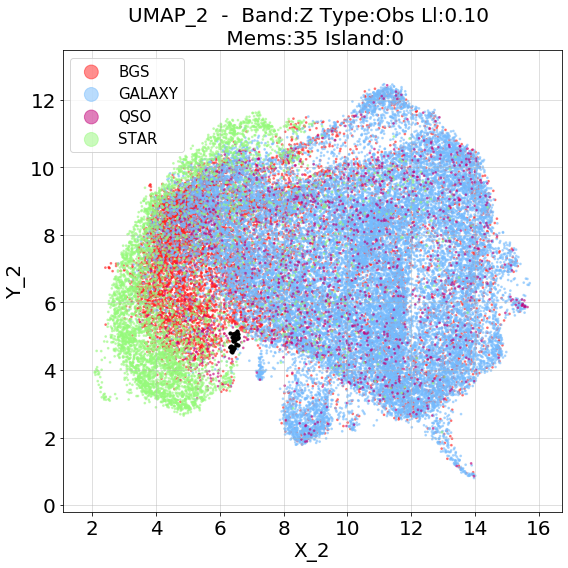 UMAP_2 - Band:Z Type:Obs Ll:0.10
Mems:35 Island:0
BGS
GALAXY
QSO
STAR
12
10
8
6
4
2
0
Y_2
2 4 6 8 10 12 14 16
X_2